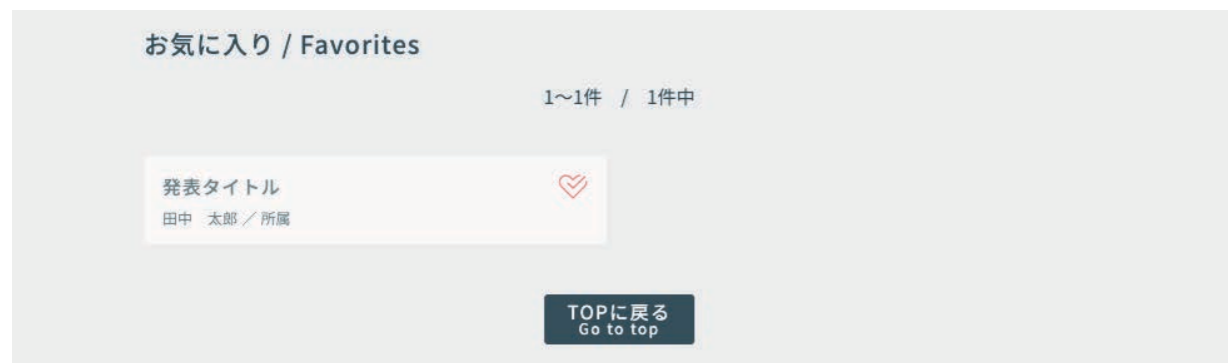 お気に入り / Favorites
1〜1件 / 1件中
発表タイトル
田中　太郎 ／ 所属
TOPに戻る
Go to top